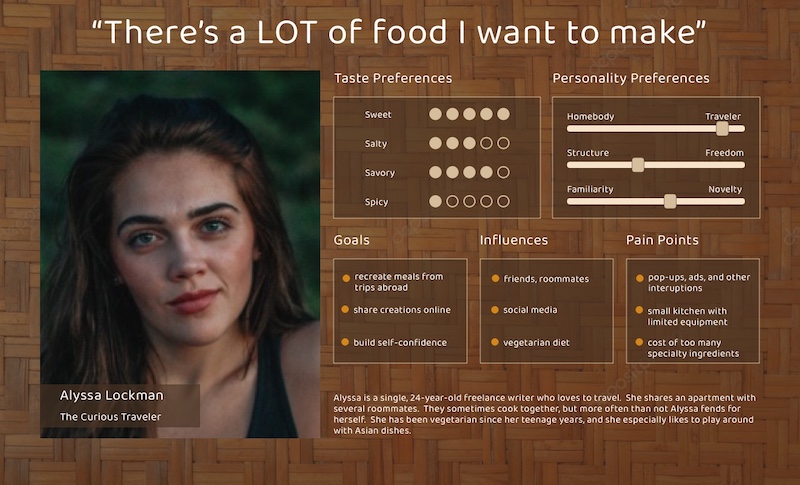 “There’s a LOT of food I want to make”
Taste Preferences
Sweet
Salty
Savory
Spicy
Personality Preferences
Homebody Traveler
Structure Freedom
Familiarity Novelty
Goals
recreate meals from
trips abroad
share creations online
build self-confidence
Influences
friends, roommates
social media
vegetarian diet
Pain Points
pop-ups, ads, and other
interuptions
small kitchen with
limited equipment
cost of too many
specialty ingredients
Alyssa Lockman
The Curious Traveler
Alyssa is a single, 24-year-old freelance writer who loves to travel. She shares an apartment with
several roommates. They sometimes cook together, but more often than not Alyssa fends for
herself. She has been vegetarian since her teenage years, and she especially likes to play around
with Asian dishes.